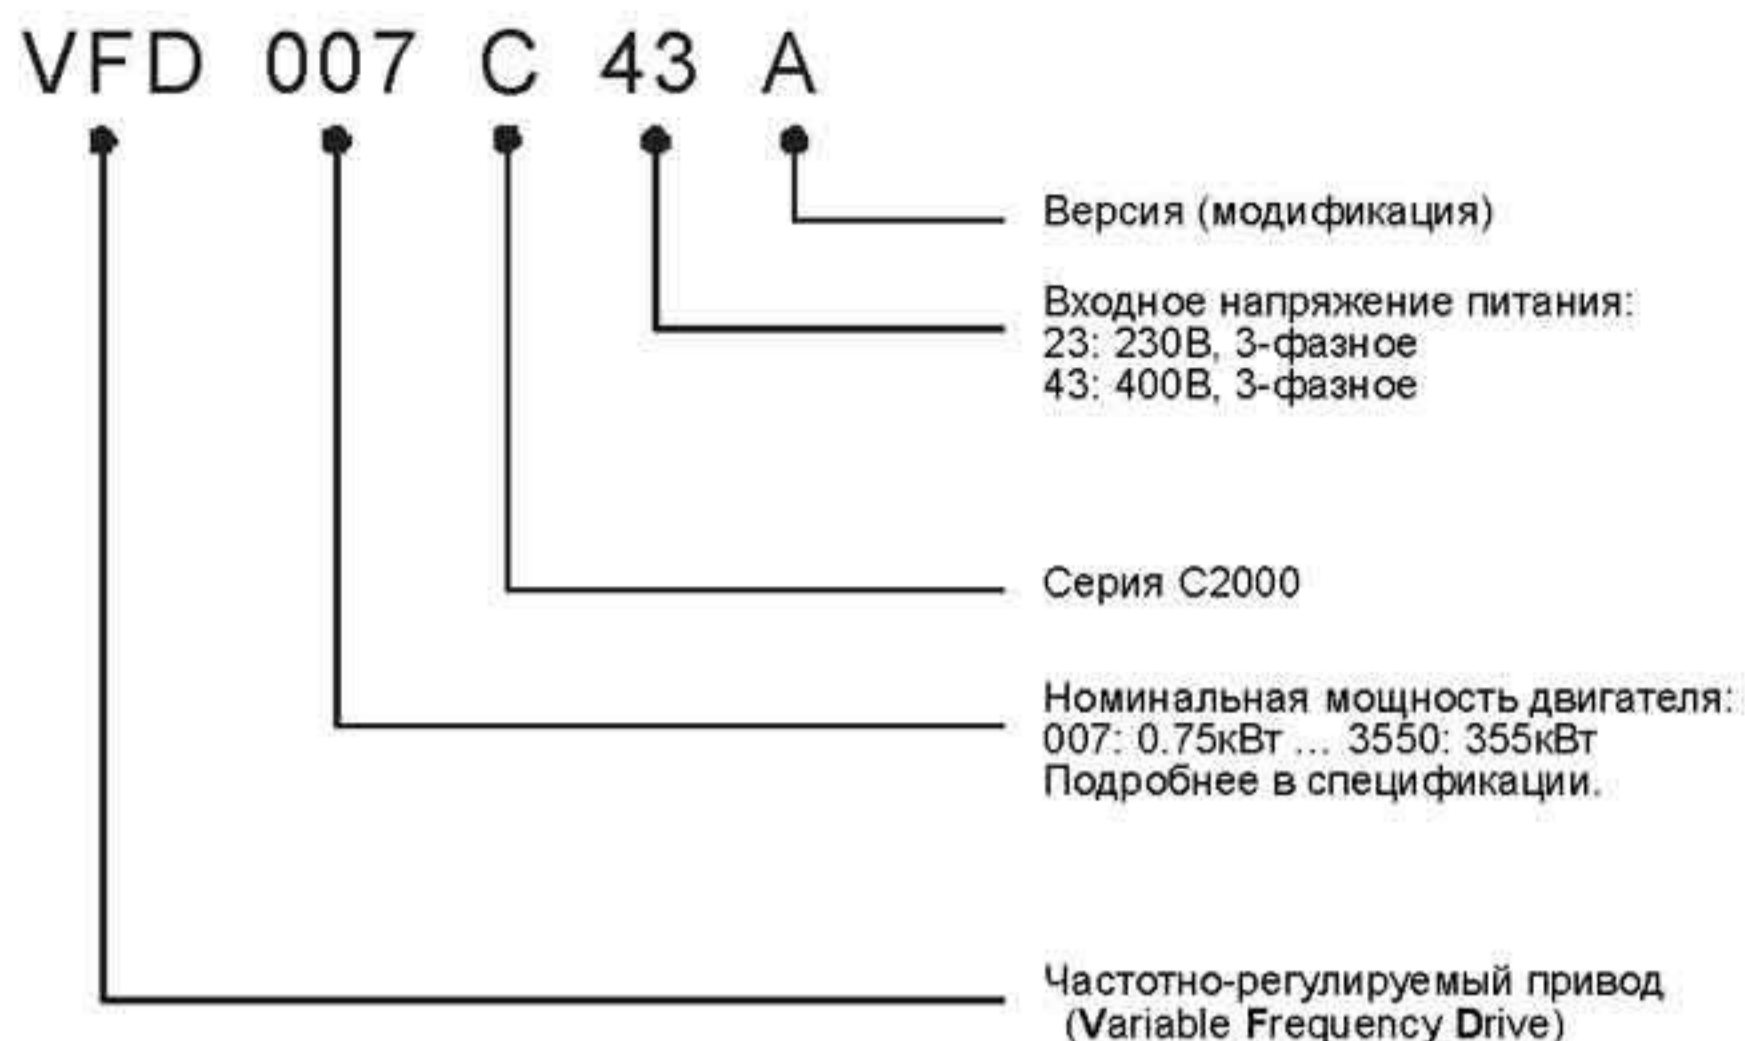 VFD 007 C 43 A
Версия (модификация)
Входное напряжение питания:
23: 230В, 3-фазное
43: 400В, 3-фазное
Серия С2000
Номинальная мощность двигателя:
007: 0.75кВт ... 3550: 355кВт
Подробнее в спецификации.
Частотно-регулируемый привод
(Variable Frequency Drive)